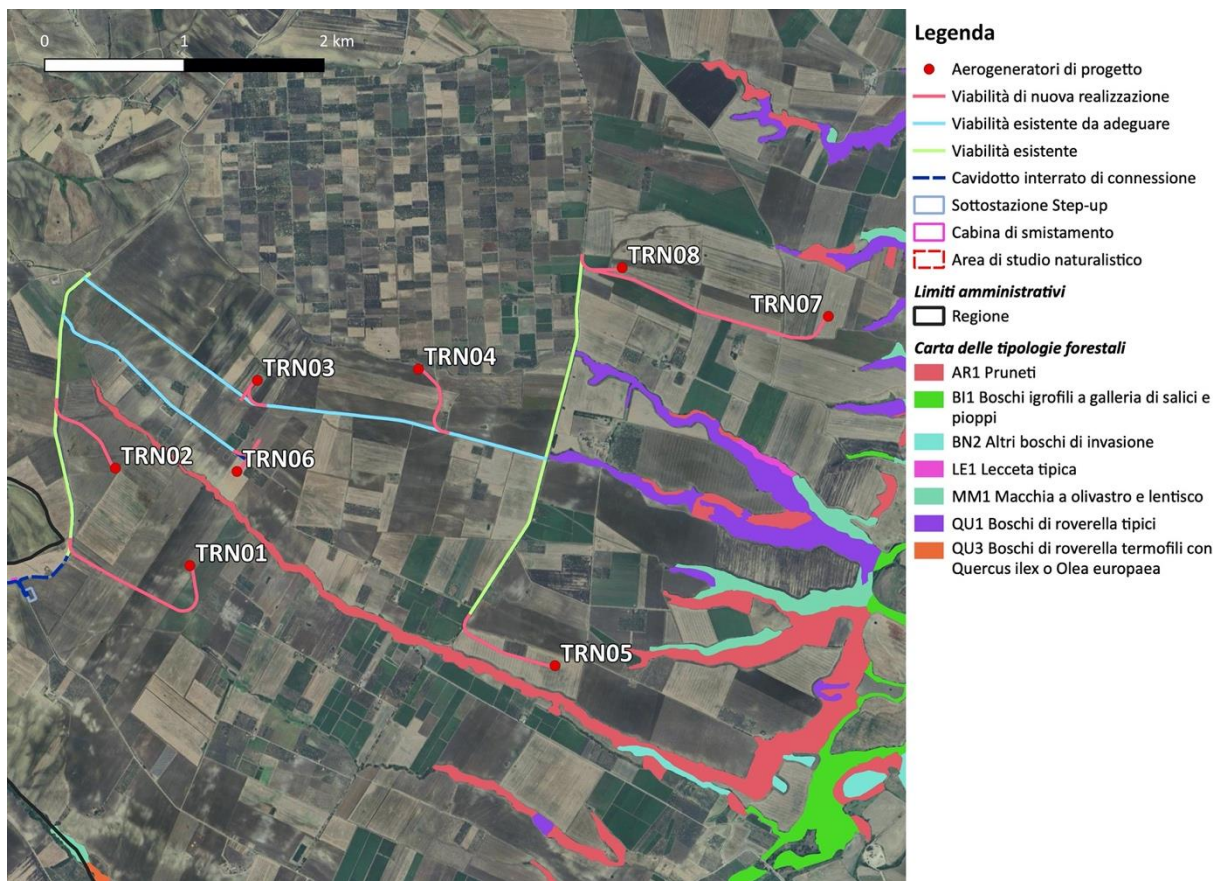 0 1 2 km
TRN08
TRN07
TRN03
TRN04
TRN02
TRN06
TRN01
TRN05
Legenda
Aerogeneratori di progetto
Viabilità di nuova realizzazione
Viabilità esistente da adeguare
Viabilità esistente
Cavidotto interrato di connessione
Sottostazione Step-up
Cabina di smistamento
Area di studio naturalistico
Limiti amministrativi
Regione
Carta delle tipologie forestali
AR1 Pruneti
BI1 Boschi igrofili a galleria di salici e
pioppi
BN2 Altri boschi di invasione
LE1 Lecceta tipica
MM1 Macchia a olivastro e lentisco
QU1 Boschi di roverella tipici
QU3 Boschi di roverella termofili con
Quercus ilex o Olea europaea